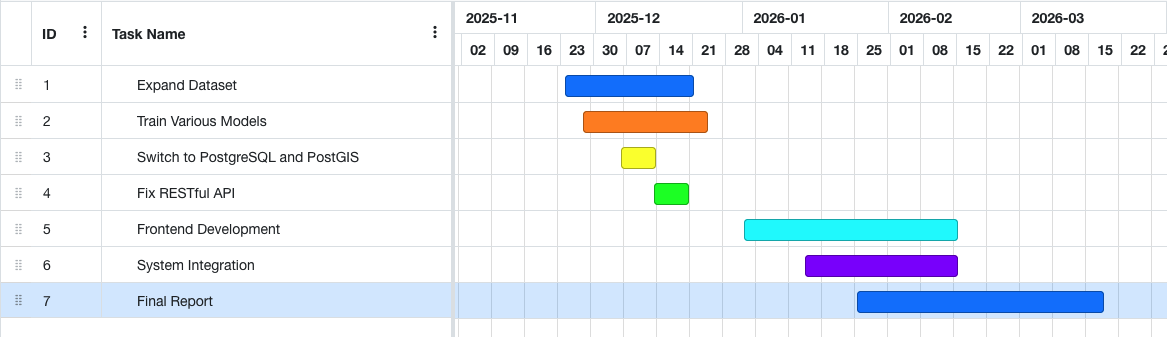 ID Task Name 2025-11 2025-12 2026-01 2026-02 2026-03
02 09 16 23 30 07 14 21 28 04 11 18 25 01 08 15 22 01 08 15 22
1 Expand Dataset
2 Train Various Models
3 Switch to PostgreSQL and PostGIS
4 Fix RESTful API
5 Frontend Development
6 System Integration
7 Final Report